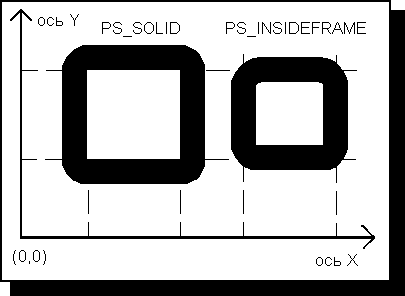 ось Y
PS_SOLID
PS_INSIDEFRAME
(0,0)
ось X